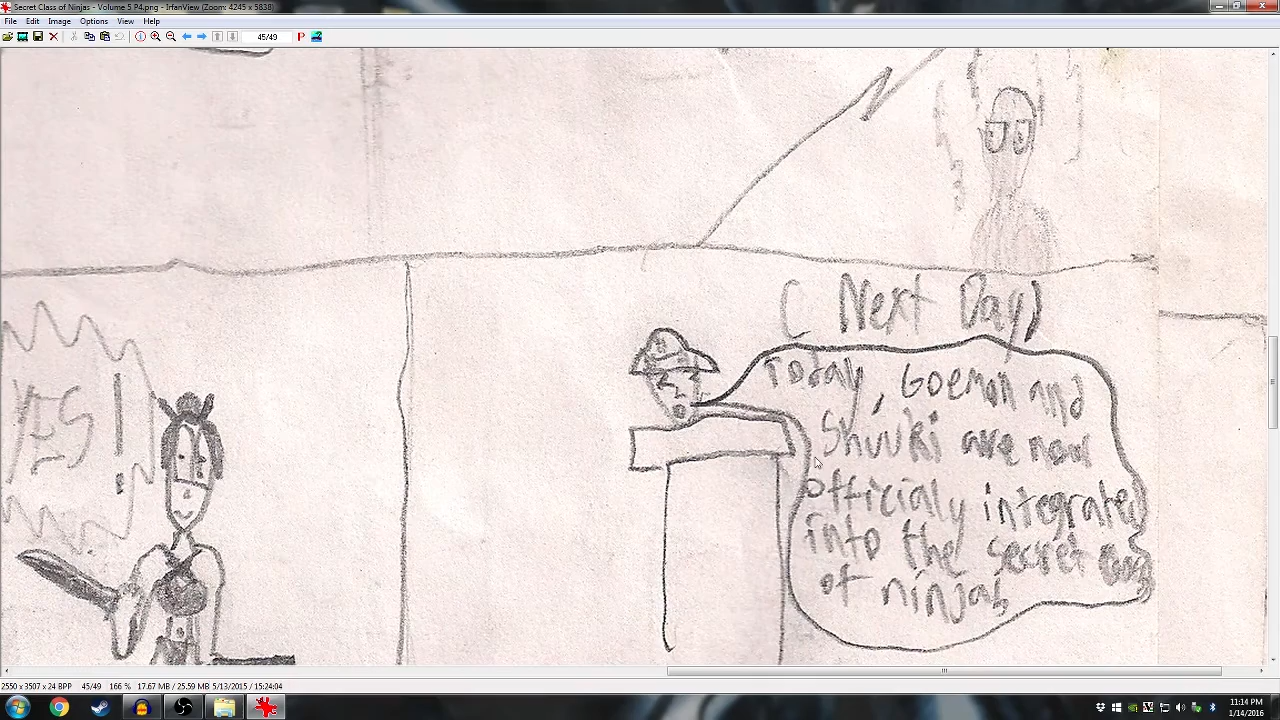 Secret Class of Ninjas - Volume 5 P4.png - IrfanView (Zoom: 4245 x 5838)
File Edit Image Options View Help
45/49
( Next Day)
Today, Goemon and
Shuuki are now
officialy integrated
into the secret class
of ninjas
YES!
2550 x 3507 x 24 BPP 45/49 166 % 17.67 MB / 25.59 MB 5/13/2015 / 15:24:04
11:14 PM
1/14/2016